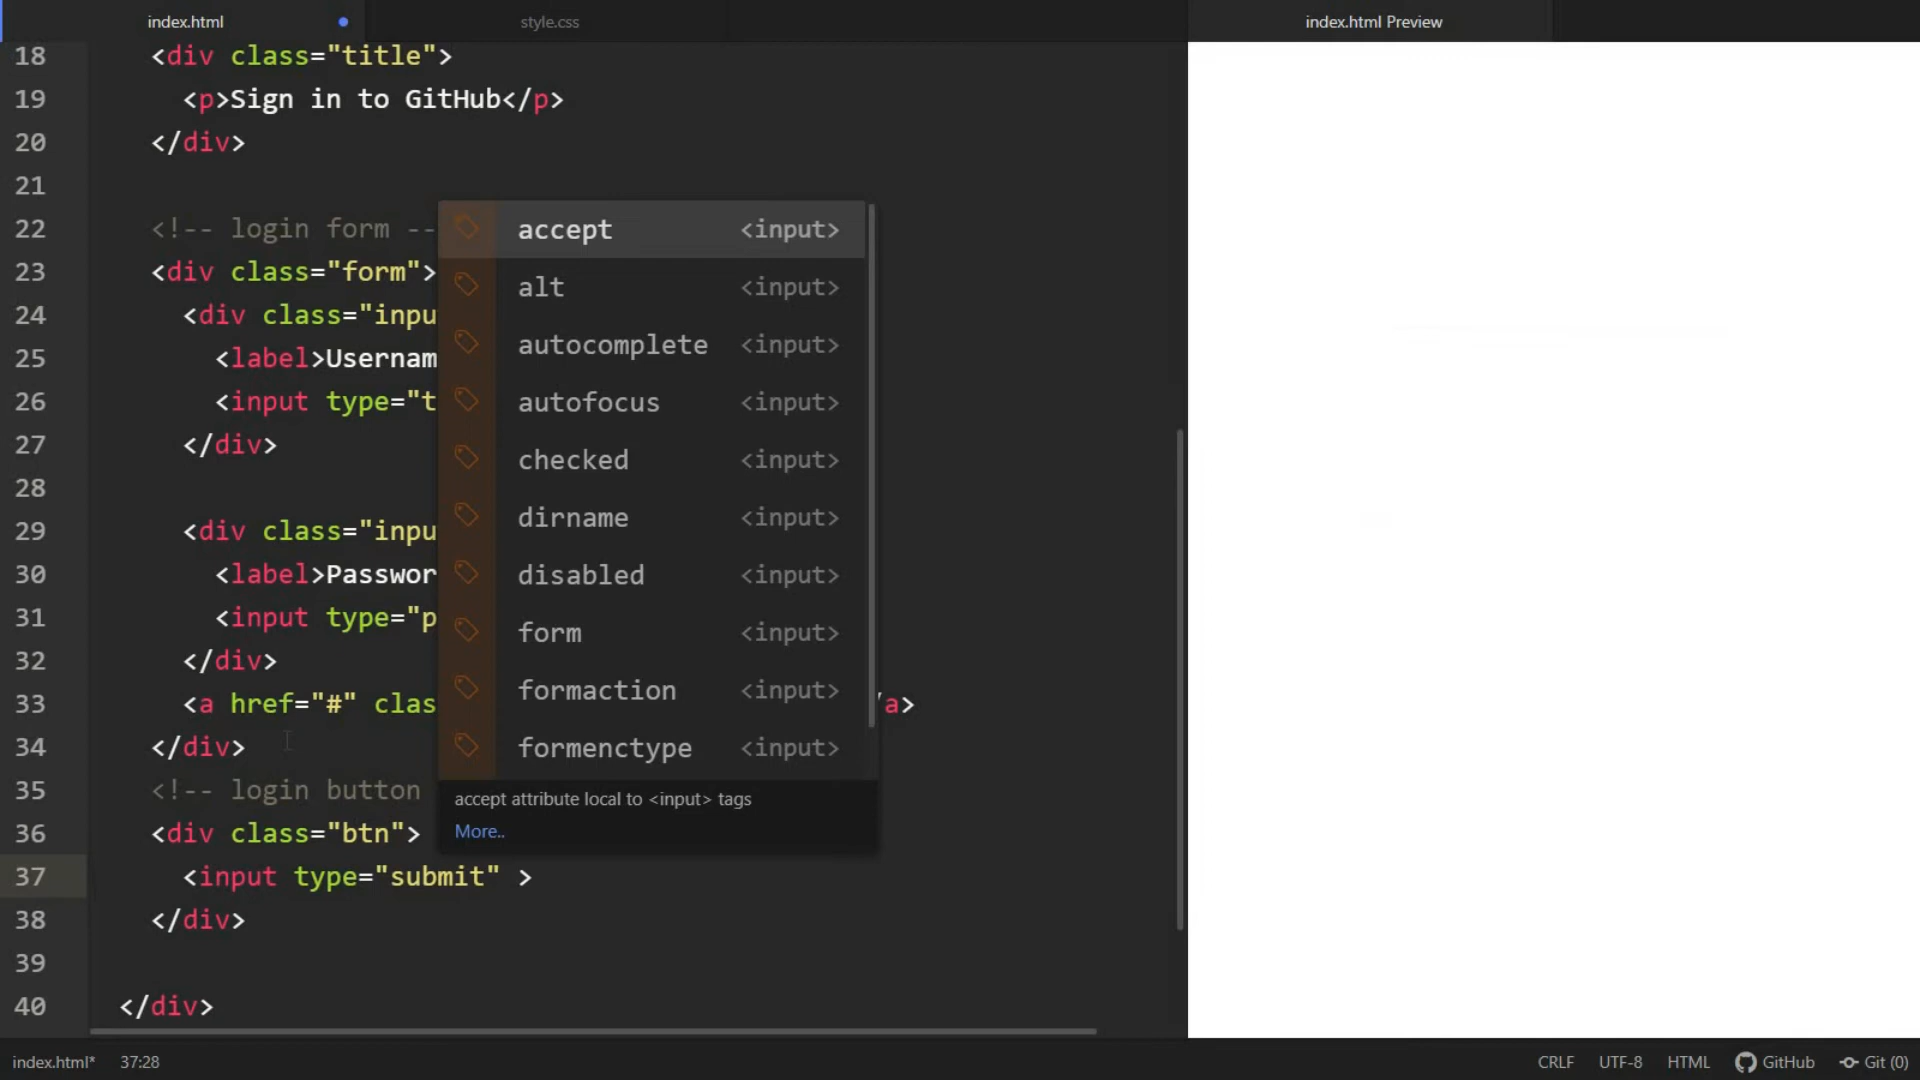 index.html
style.css
index.html Preview
18 <div class="title">
19 <p>Sign in to GitHub</p>
20 </div>
21
22 <!-- login form --
23 <div class="form">
24 <div class="inpu
25 <label>Usernam
26 <input type="t
27 </div>
28
29 <div class="inpu
30 <label>Passwor
31 <input type="p
32 </div>
33 <a href="#" clas /a>
34 </div>
35 <!-- login button
36 <div class="btn">
37 <input type="submit" >
38 </div>
39
40 </div>
accept <input>
alt <input>
autocomplete <input>
autofocus <input>
checked <input>
dirname <input>
disabled <input>
form <input>
formaction <input>
formenctype <input>
accept attribute local to <input> tags
More..
index.html* 37:28
CRLF UTF-8 HTML GitHub Git (0)